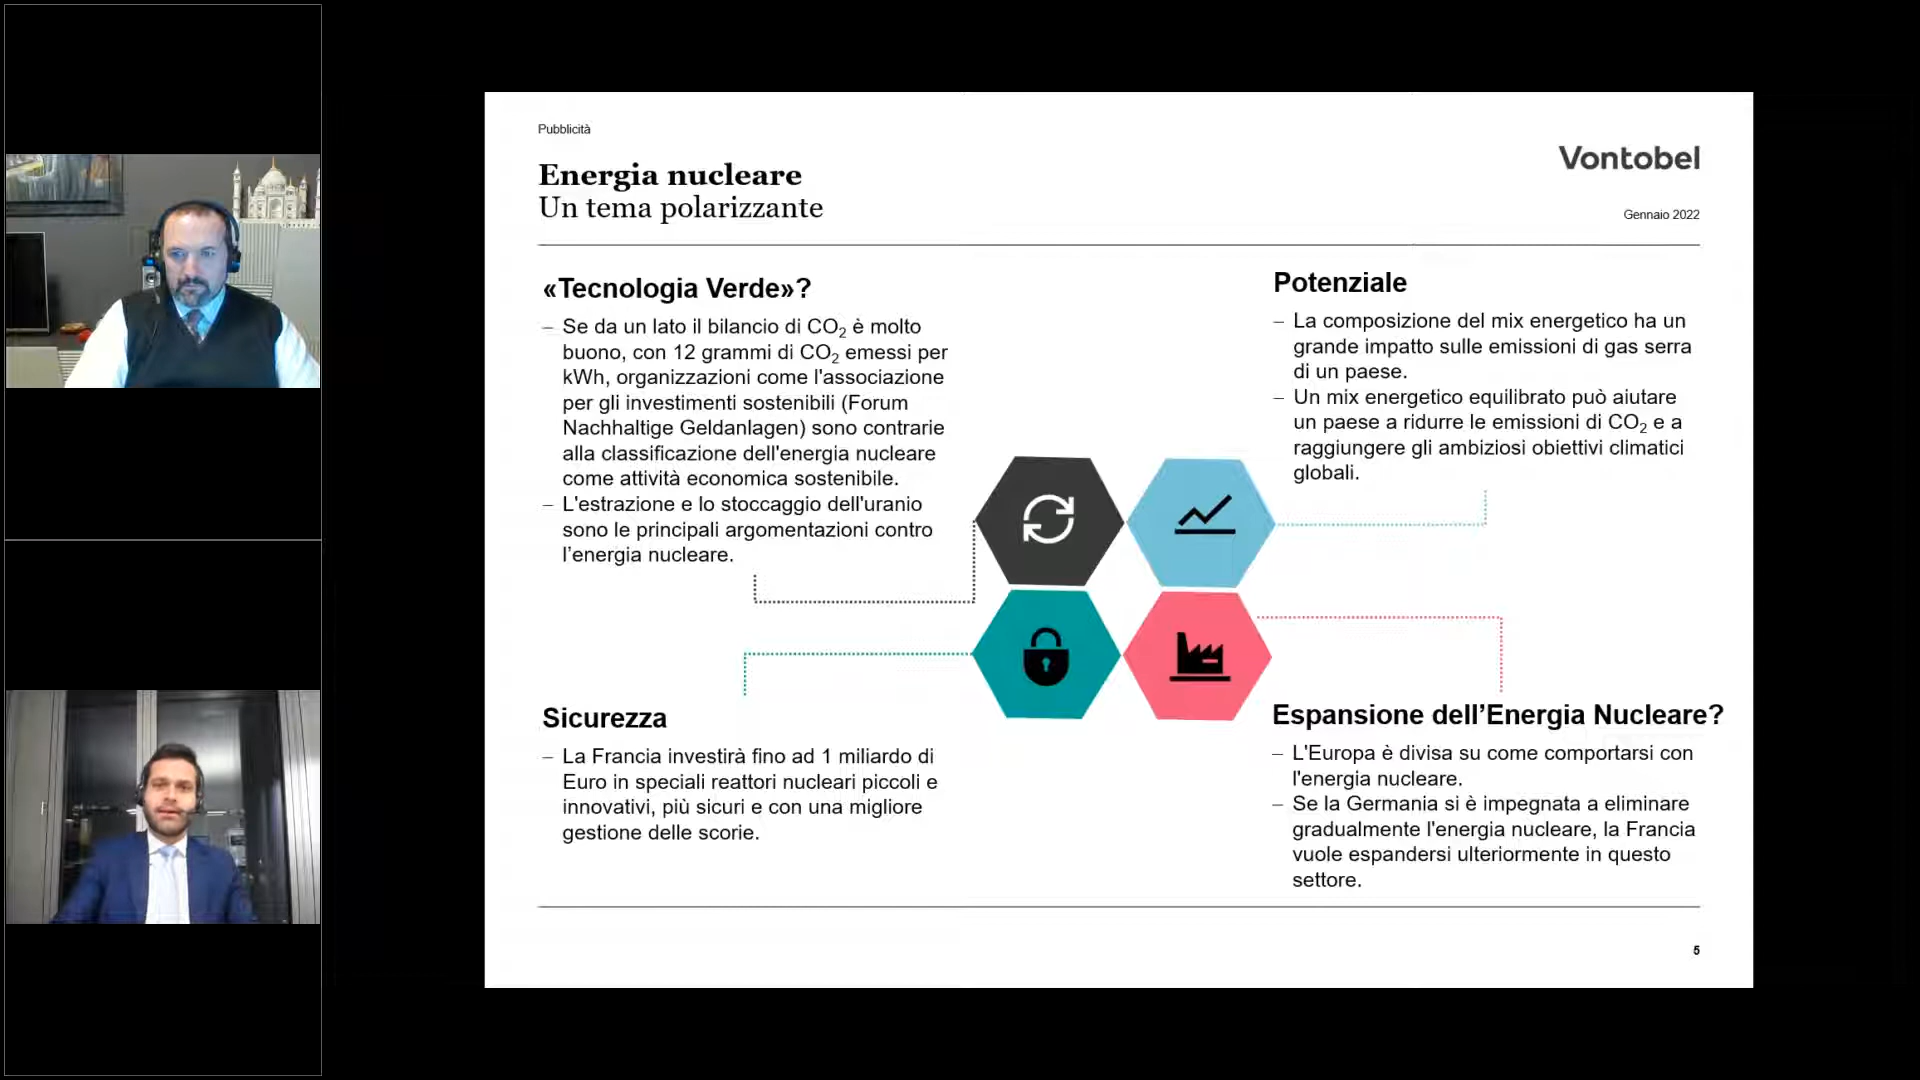 Pubblicità
Energia nucleare
Un tema polarizzante
Vontobel
Gennaio 2022
«Tecnologia Verde»?
– Se da un lato il bilancio di CO₂ è molto
buono, con 12 grammi di CO₂ emessi per
kWh, organizzazioni come l'associazione
per gli investimenti sostenibili (Forum
Nachhaltige Geldanlagen) sono contrarie
alla classificazione dell'energia nucleare
come attività economica sostenibile.
– L'estrazione e lo stoccaggio dell'uranio
sono le principali argomentazioni contro
l’energia nucleare.
Potenziale
– La composizione del mix energetico ha un
grande impatto sulle emissioni di gas serra
di un paese.
– Un mix energetico equilibrato può aiutare
un paese a ridurre le emissioni di CO₂ e a
raggiungere gli ambiziosi obiettivi climatici
globali.
Sicurezza
– La Francia investirà fino ad 1 miliardo di
Euro in speciali reattori nucleari piccoli e
innovativi, più sicuri e con una migliore
gestione delle scorie.
Espansione dell’Energia Nucleare?
– L'Europa è divisa su come comportarsi con
l'energia nucleare.
– Se la Germania si è impegnata a eliminare
gradualmente l'energia nucleare, la Francia
vuole espandersi ulteriormente in questo
settore.
5